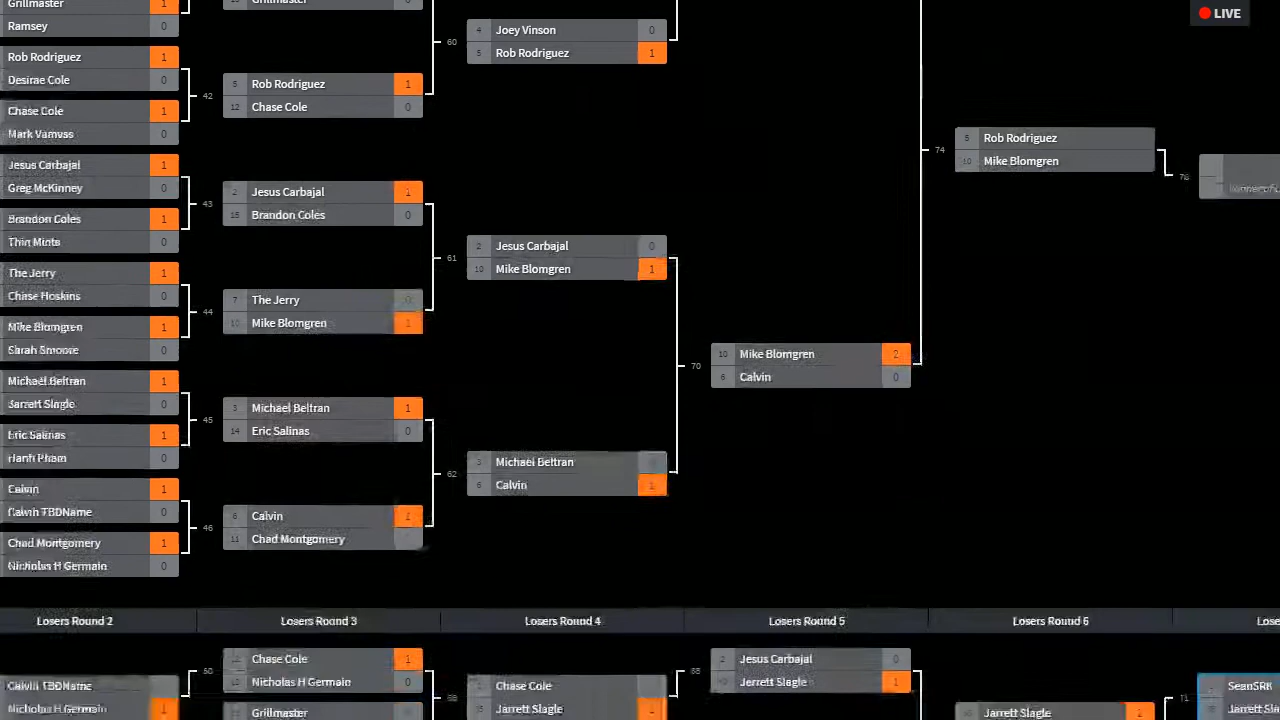 Grillmaster 1
Ramsey 0
Rob Rodriguez 1
Desirae Cole 0
Chase Cole 1
Mark Vamvas 0
Jesus Carbajal 1
Greg McKinney 0
Brandon Coles 1
Thin Mints 0
The Jerry 1
Chase Hoskins 0
Mike Blomgren 1
Sarah Smoore 0
Michael Beltran 1
Jarrett Slagle 0
Eric Salinas 1
Hanh Pham 0
Calvin 1
Calvin TBDName 0
Chad Montgomery 1
Nicholas H Germain 0
42
43
44
45
46
Grillmaster
5 Rob Rodriguez 1
12 Chase Cole 0
2 Jesus Carbajal 1
15 Brandon Coles 0
7 The Jerry 0
10 Mike Blomgren 1
3 Michael Beltran 1
14 Eric Salinas 0
6 Calvin 1
11 Chad Montgomery
60
61
62
4 Joey Vinson 0
5 Rob Rodriguez 1
2 Jesus Carbajal 0
10 Mike Blomgren 1
3 Michael Beltran
6 Calvin 1
70
10 Mike Blomgren 2
6 Calvin 0
74
5 Rob Rodriguez
10 Mike Blomgren
76
LIVE
Losers Round 2
Losers Round 3
Losers Round 4
Losers Round 5
Losers Round 6
Calvin TBDName
Nicholas H Germain 1
50
Chase Cole 1
Nicholas H Germain 0
Grillmaster
Chase Cole
Jarrett Slagle
68
2 Jesus Carbajal 0
Jerrett Slagle 1
Jarrett Slagle 2
SeanSRK